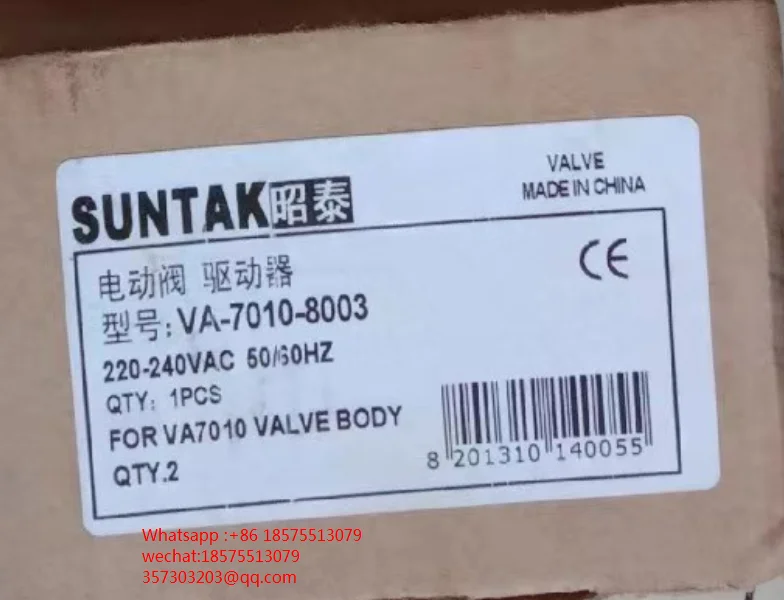 SUNTAK昭泰
VALVE
MADE IN CHINA
电动阀 驱动器
CE
型号: VA-7010-8003
220-240VAC 50/60HZ
QTY: 1PCS
FOR VA7010 VALVE BODY
QTY.2
8 201310 140055
Whatsapp :+86 18575513079
wechat:18575513079
357303203@qq.com